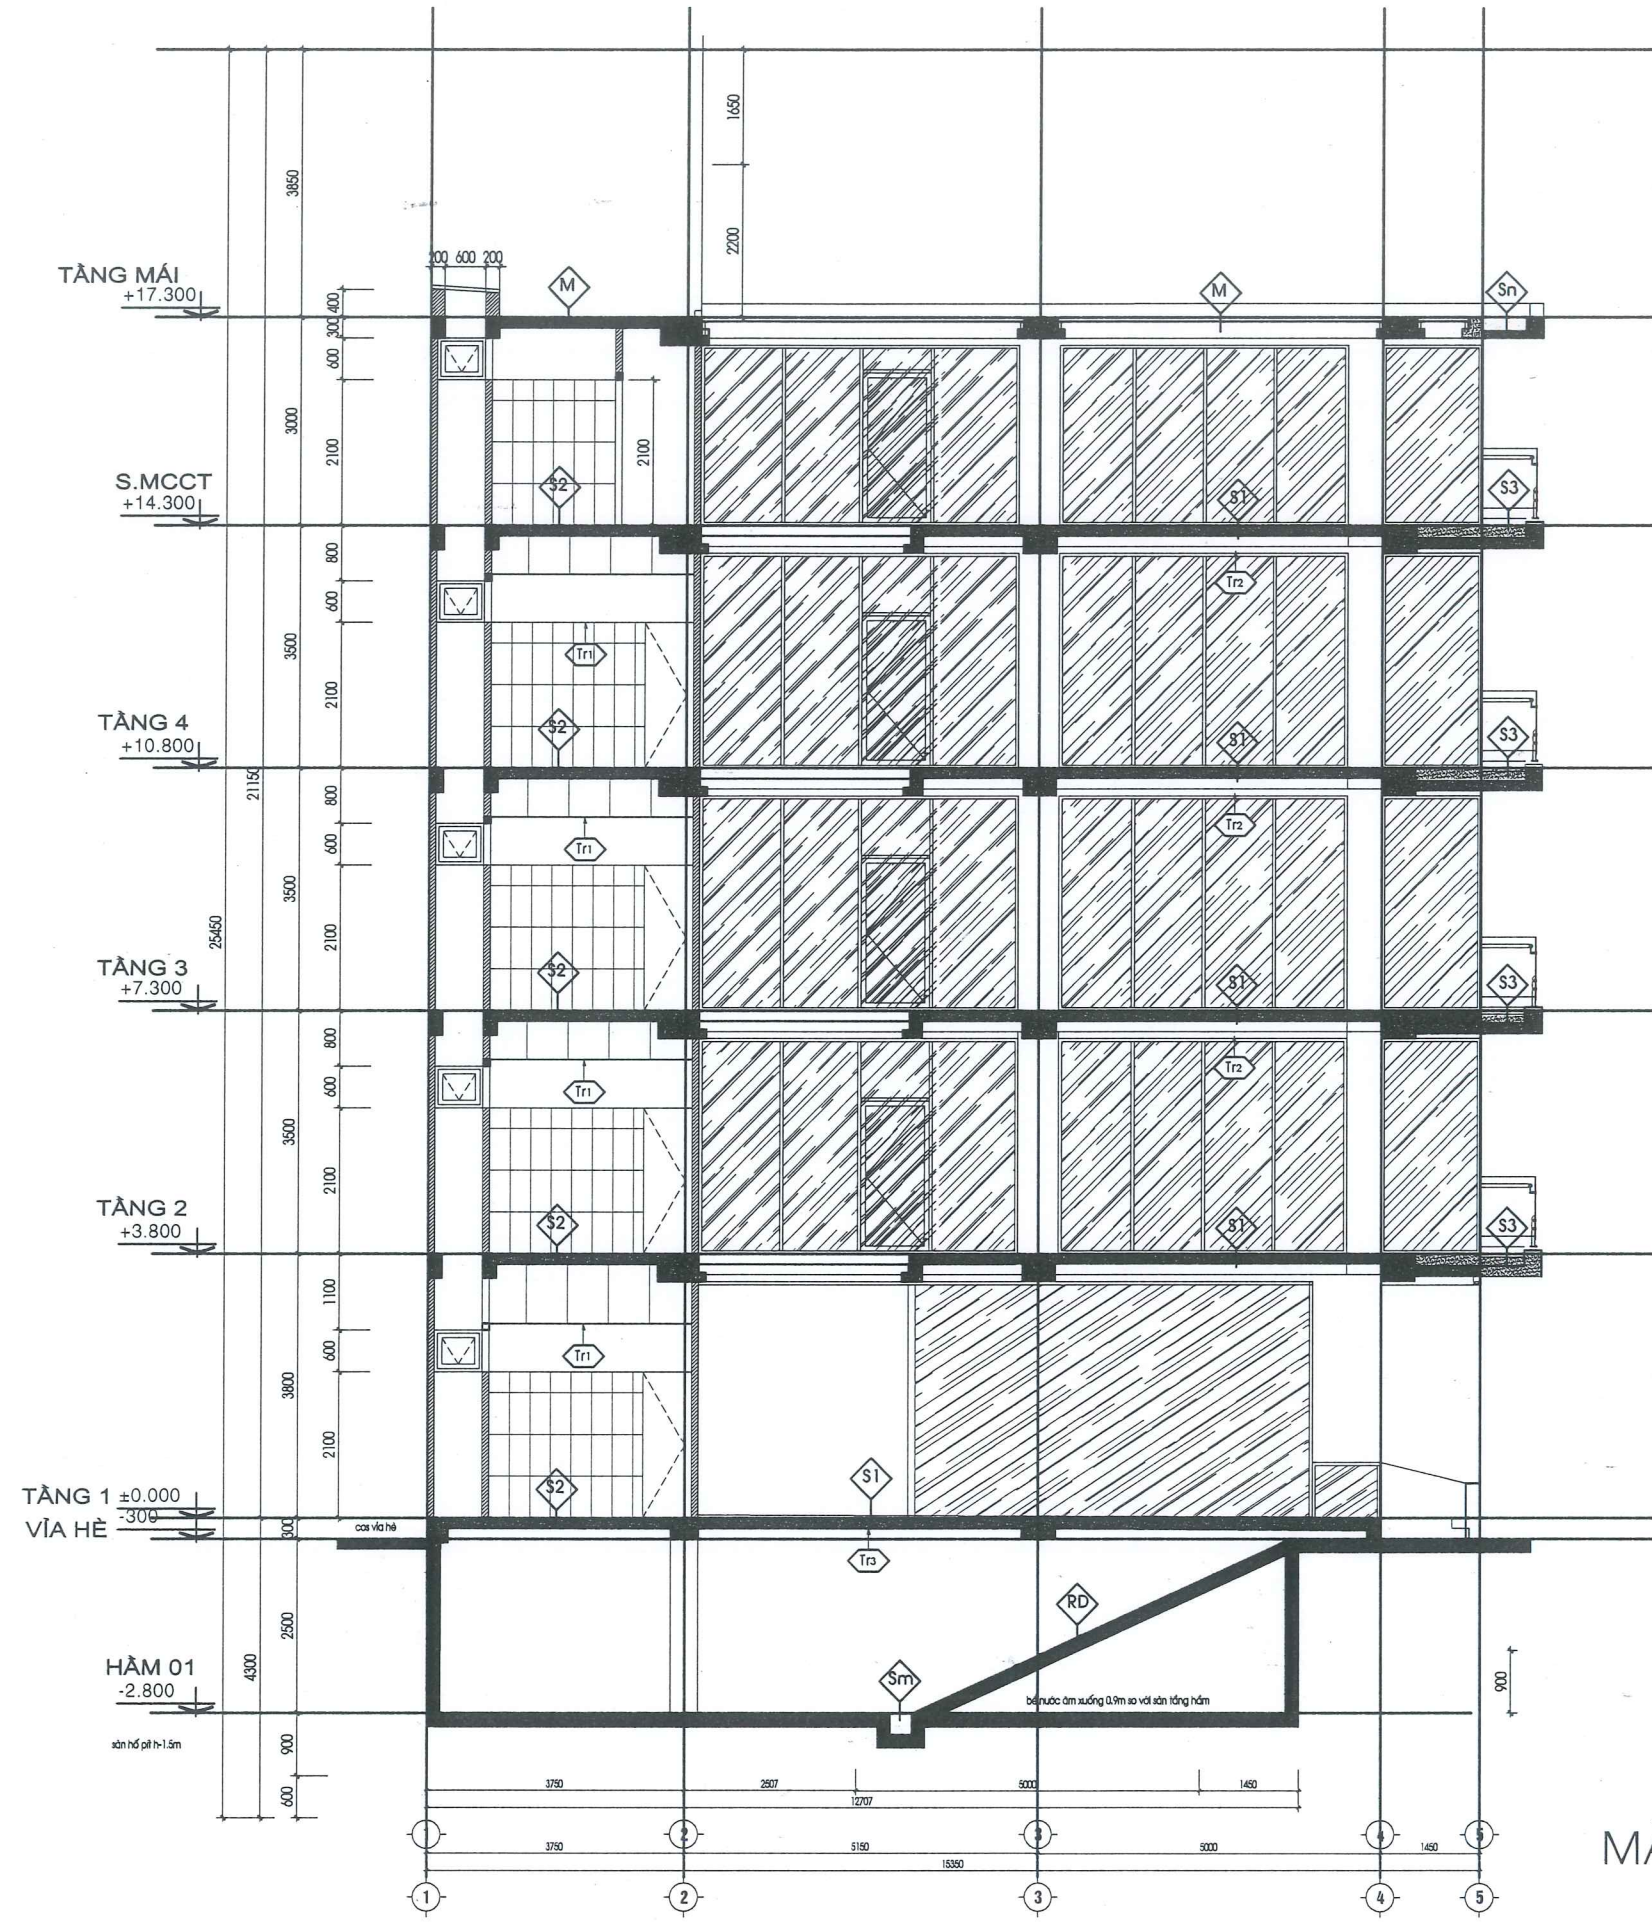 1650
3850
2200
200 600 200
TẦNG MÁI
+17.300
M
M
Sn
400
300
600
3000
2100
2100
S.MCCT
+14.300
S2
S1
S3
800
600
Tr2
3500
Tr1
2100
TẦNG 4
+10.800
S2
S1
S3
21150
800
600
Tr1
Tr2
3500
25450
2100
TẦNG 3
+7.300
S2
S1
S3
800
600
Tr1
Tr2
3500
2100
TẦNG 2
+3.800
S2
S1
S3
1100
600
Tr1
3800
2100
S2
S1
TẦNG 1 ±0.000
-300
VỈA HÈ
300
cos vỉa hè
Tr3
RD
2500
HẦM 01
-2.800
4300
Sm
bể nước âm xuống 0.9m so với sàn tầng hầm
900
sàn hố pít h-1.5m
900
600
3750 2507 5000 1450
12707
1 2 3 4 5
3750 5150 5000 1450
15350
1 2 3 4 5